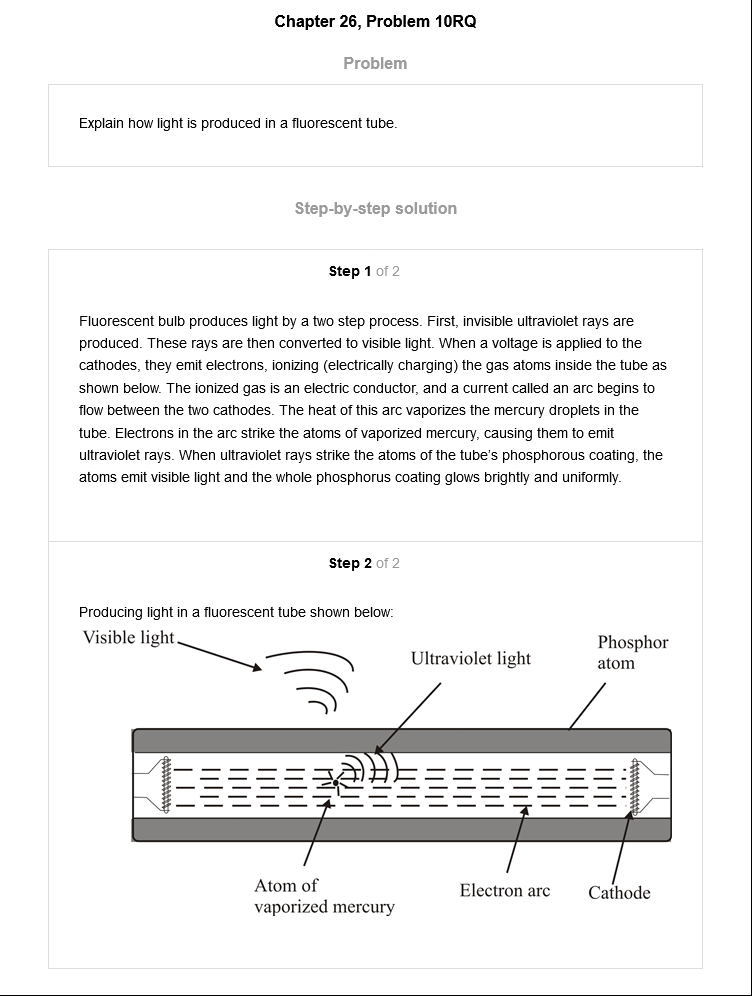 Chapter 26, Problem 10RQ
Problem
Explain how light is produced in a fluorescent tube.
Step-by-step solution
Step 1 of 2
Fluorescent bulb produces light by a two step process. First, invisible ultraviolet rays are
produced. These rays are then converted to visible light. When a voltage is applied to the
cathodes, they emit electrons, ionizing (electrically charging) the gas atoms inside the tube as
shown below. The ionized gas is an electric conductor, and a current called an arc begins to
flow between the two cathodes. The heat of this arc vaporizes the mercury droplets in the
tube. Electrons in the arc strike the atoms of vaporized mercury, causing them to emit
ultraviolet rays. When ultraviolet rays strike the atoms of the tube's phosphorous coating, the
atoms emit visible light and the whole phosphorus coating glows brightly and uniformly.
Step 2 of 2
Producing light in a fluorescent tube shown below:
Visible light
Ultraviolet light
Phosphor
atom
Atom of
vaporized mercury
Electron arc
Cathode